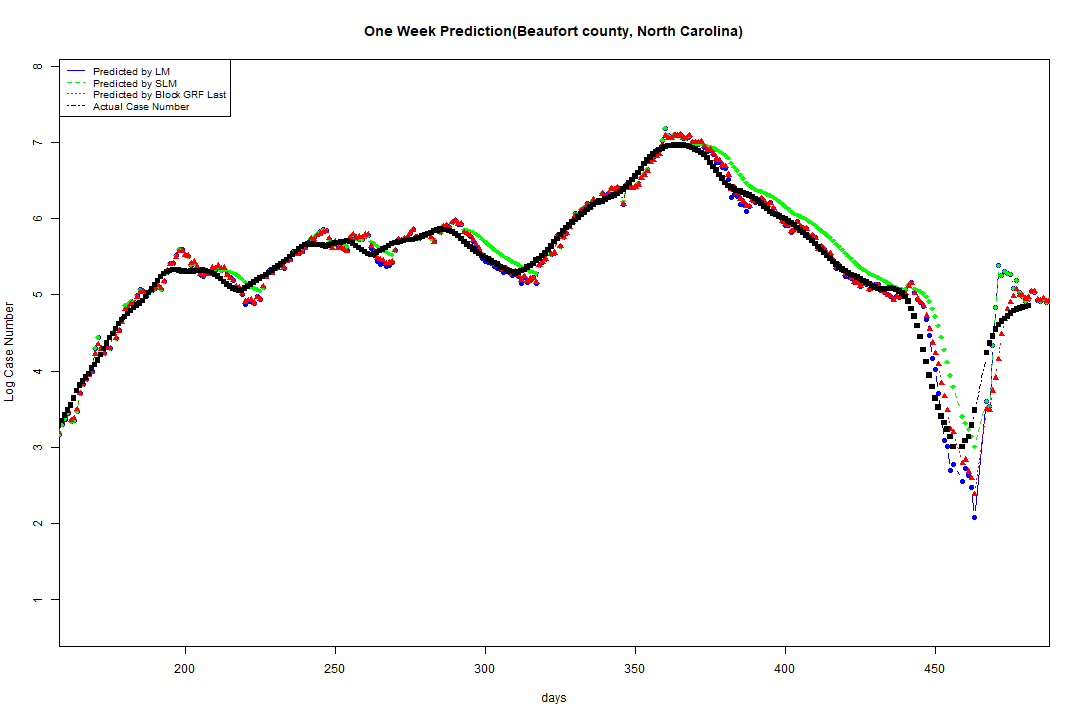 One Week Prediction(Beaufort county, North Carolina)
Predicted by LM
Predicted by SLM
Predicted by Block GRF Last
Actual Case Number
8
7
6
5
4
3
2
1
Log Case Number
200 250 300 350 400 450
days